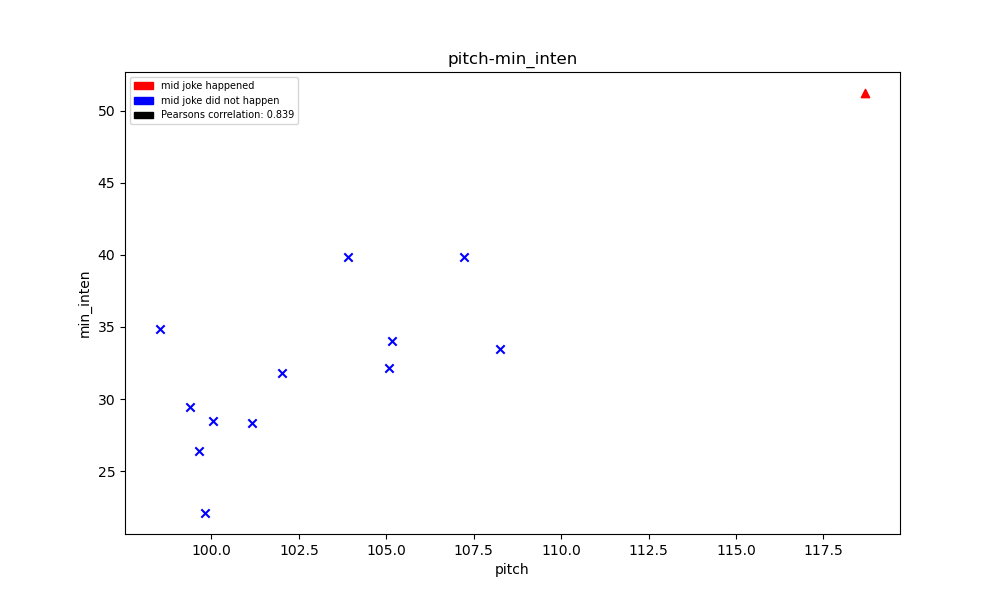 pitch-min_inten
mid joke happened
mid joke did not happen
Pearsons correlation: 0.839
50
45
40
35
30
25
min_inten
100.0 102.5 105.0 107.5 110.0 112.5 115.0 117.5
pitch